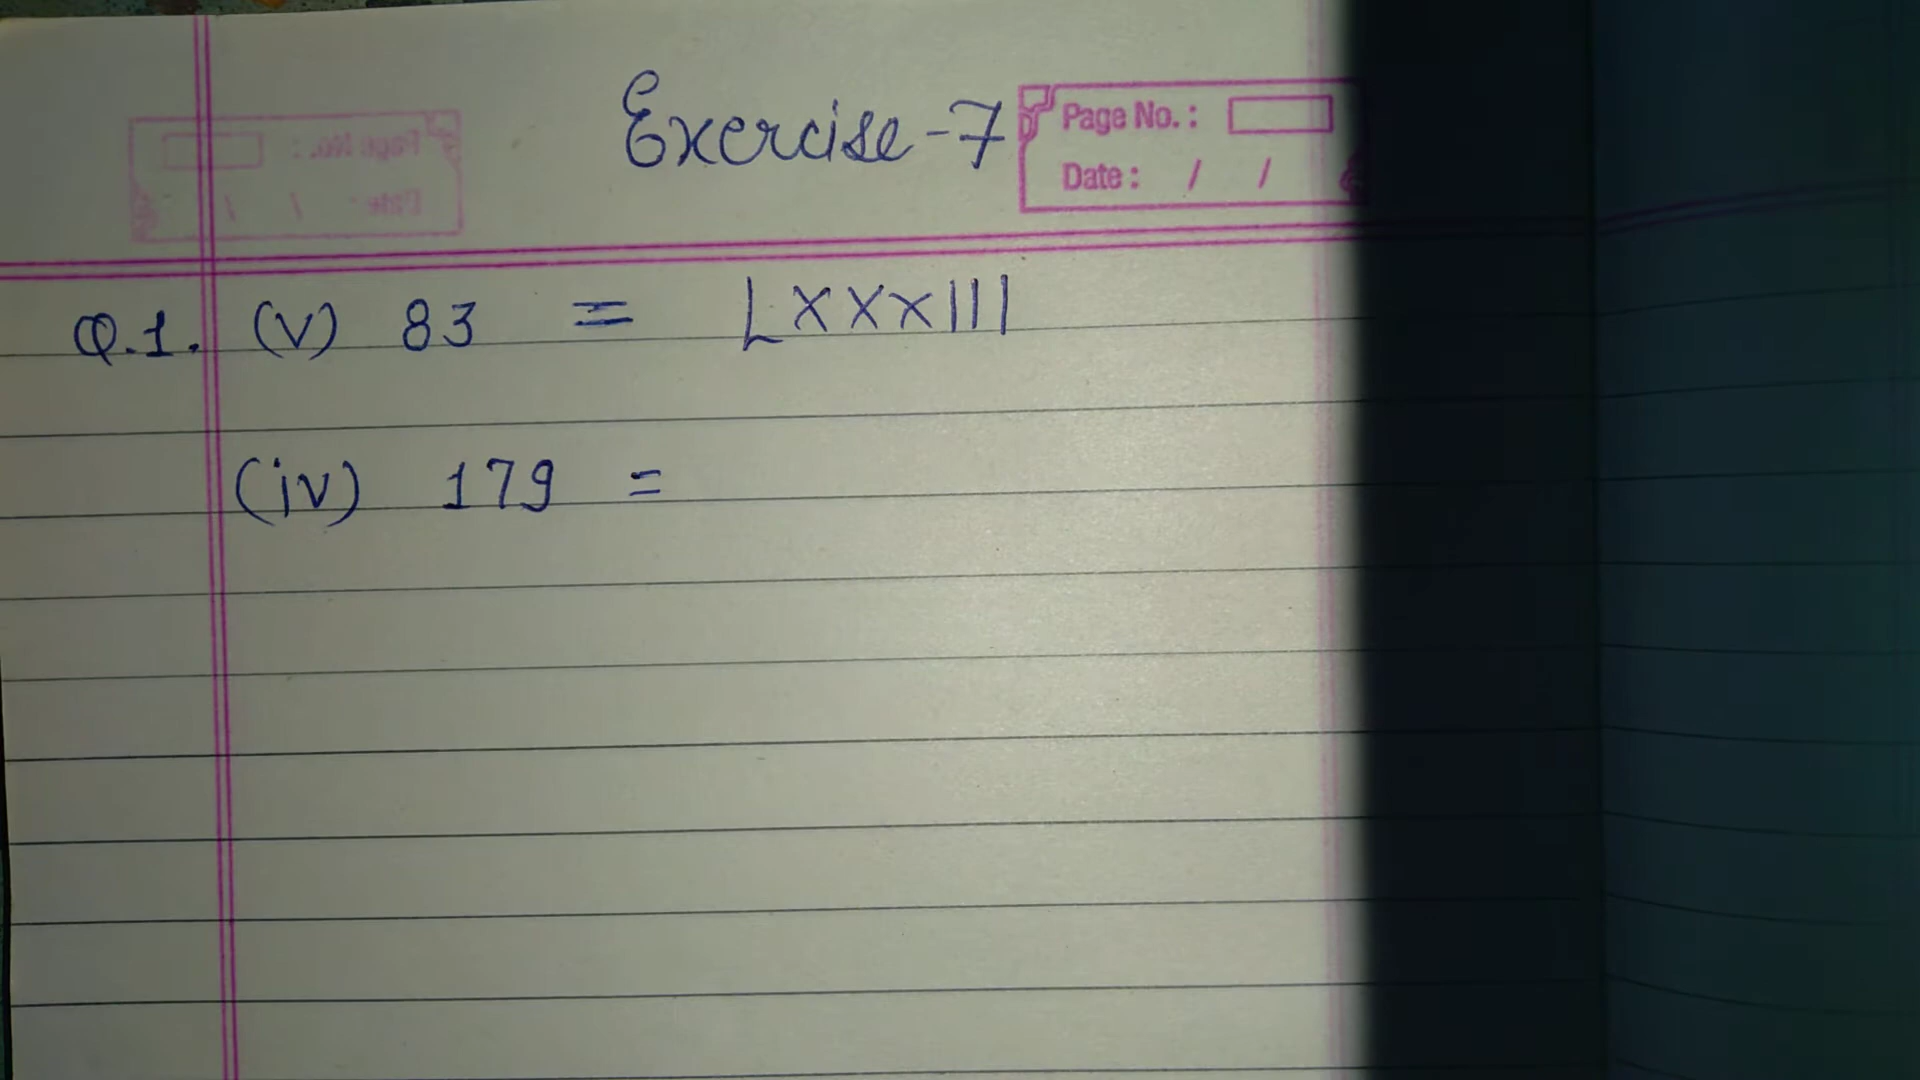 Exercise-7
Page No.:
Date: / /
Q.1. (v) 83 = LXXXIII
(iv) 179 =